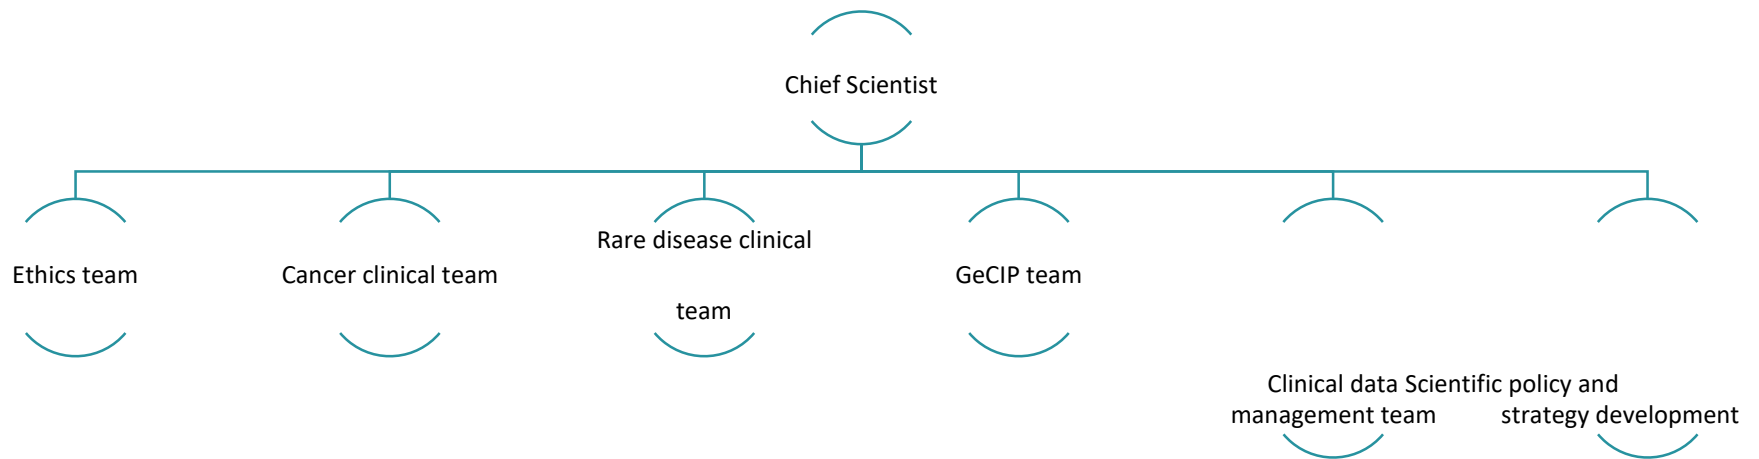 Chief Scientist
Rare disease clinical
Ethics team
Cancer clinical team
GeCIP team
team
Clinical data Scientific policy and
management team strategy development